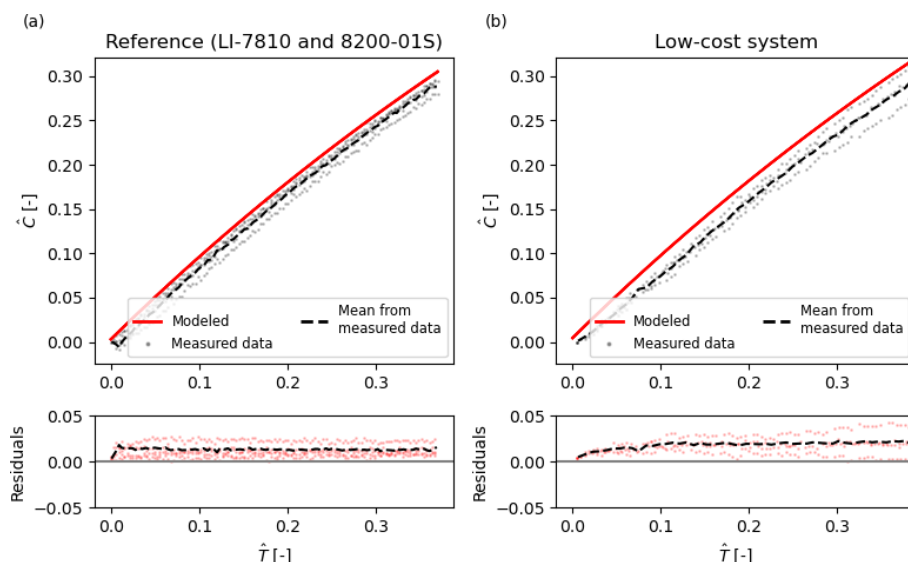 (a)
Reference (LI-7810 and 8200-01S)
0.30
0.25
0.20
0.15
0.10
0.05
0.00
Ĉ [-]
Modeled
Measured data
Mean from
measured data
0.0
0.1
0.2
0.3
0.05
0.00
−0.05
Residuals
0.0
0.1
0.2
0.3
T̂ [-]
(b)
Low-cost system
0.30
0.25
0.20
0.15
0.10
0.05
0.00
Ĉ [-]
Modeled
Measured data
Mean from
measured data
0.0
0.1
0.2
0.3
0.05
0.00
−0.05
Residuals
0.0
0.1
0.2
0.3
T̂ [-]